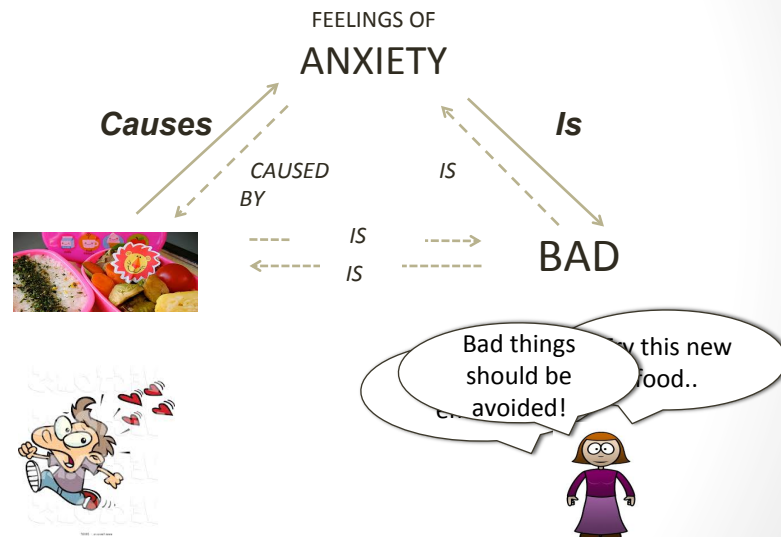 FEELINGS OF
ANXIETY
Causes
Is
CAUSED
BY
IS
IS
IS
BAD
Bad things
should be
avoided!
this new
food..